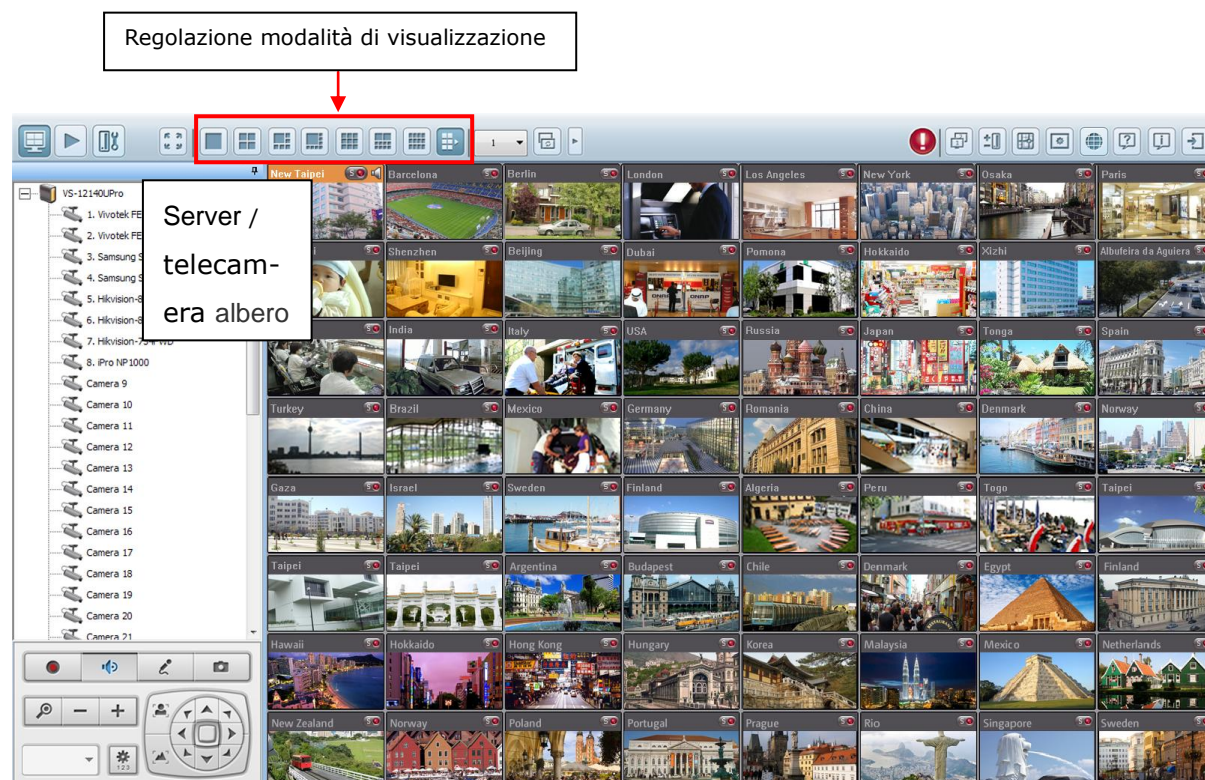 Regolazione modalità di visualizzazione
1
VS-12140UPro
1. Vivotek FE
2. Vivotek FE
3. Samsung S
4. Samsung S
5. Hikvision-8
6. Hikvision-8
7. Hikvision-
8. iPro NP1000
Camera 9
Camera 10
Camera 11
Camera 12
Camera 13
Camera 14
Camera 15
Camera 16
Camera 17
Camera 18
Camera 19
Camera 20
Camera 21
Server /
telecam-
era albero
New Taipei
Barcelona
Berlin
London
Los Angeles
New York
Osaka
Paris
Shenzhen
Beijing
Dubai
Pomona
Hokkaido
Xizhi
Albufeira da Aguiera
India
Italy
USA
Russia
Japan
Tonga
Spain
Turkey
Brazil
Mexico
Germany
Romania
China
Denmark
Norway
Gaza
Israel
Sweden
Finland
Algeria
Peru
Togo
Taipei
Taipei
Taipei
Argentina
Budapest
Chile
Denmark
Egypt
Finland
Hawaii
Hokkaido
Hong Kong
Hungary
Korea
Malaysia
Mexico
Netherlands
New Zealand
Norway
Poland
Portugal
Prague
Rio
Singapore
Sweden
123